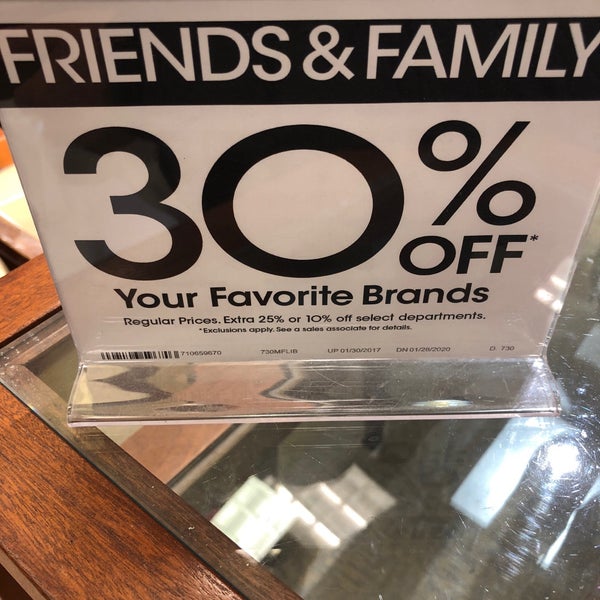 FRIENDS & FAMILY
30% OFF*
Your Favorite Brands
Regular Prices. Extra 25% or 10% off select departments.
*Exclusions apply. See a sales associate for details.
710659670 730MFLIB UP 01/30/2017 DN 01/28/2020 D. 730